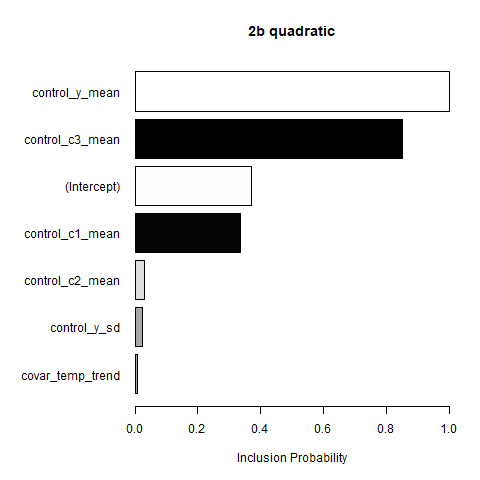 2b quadratic
control_y_mean
control_c3_mean
(Intercept)
control_c1_mean
control_c2_mean
control_y_sd
covar_temp_trend
0.0 0.2 0.4 0.6 0.8 1.0
Inclusion Probability